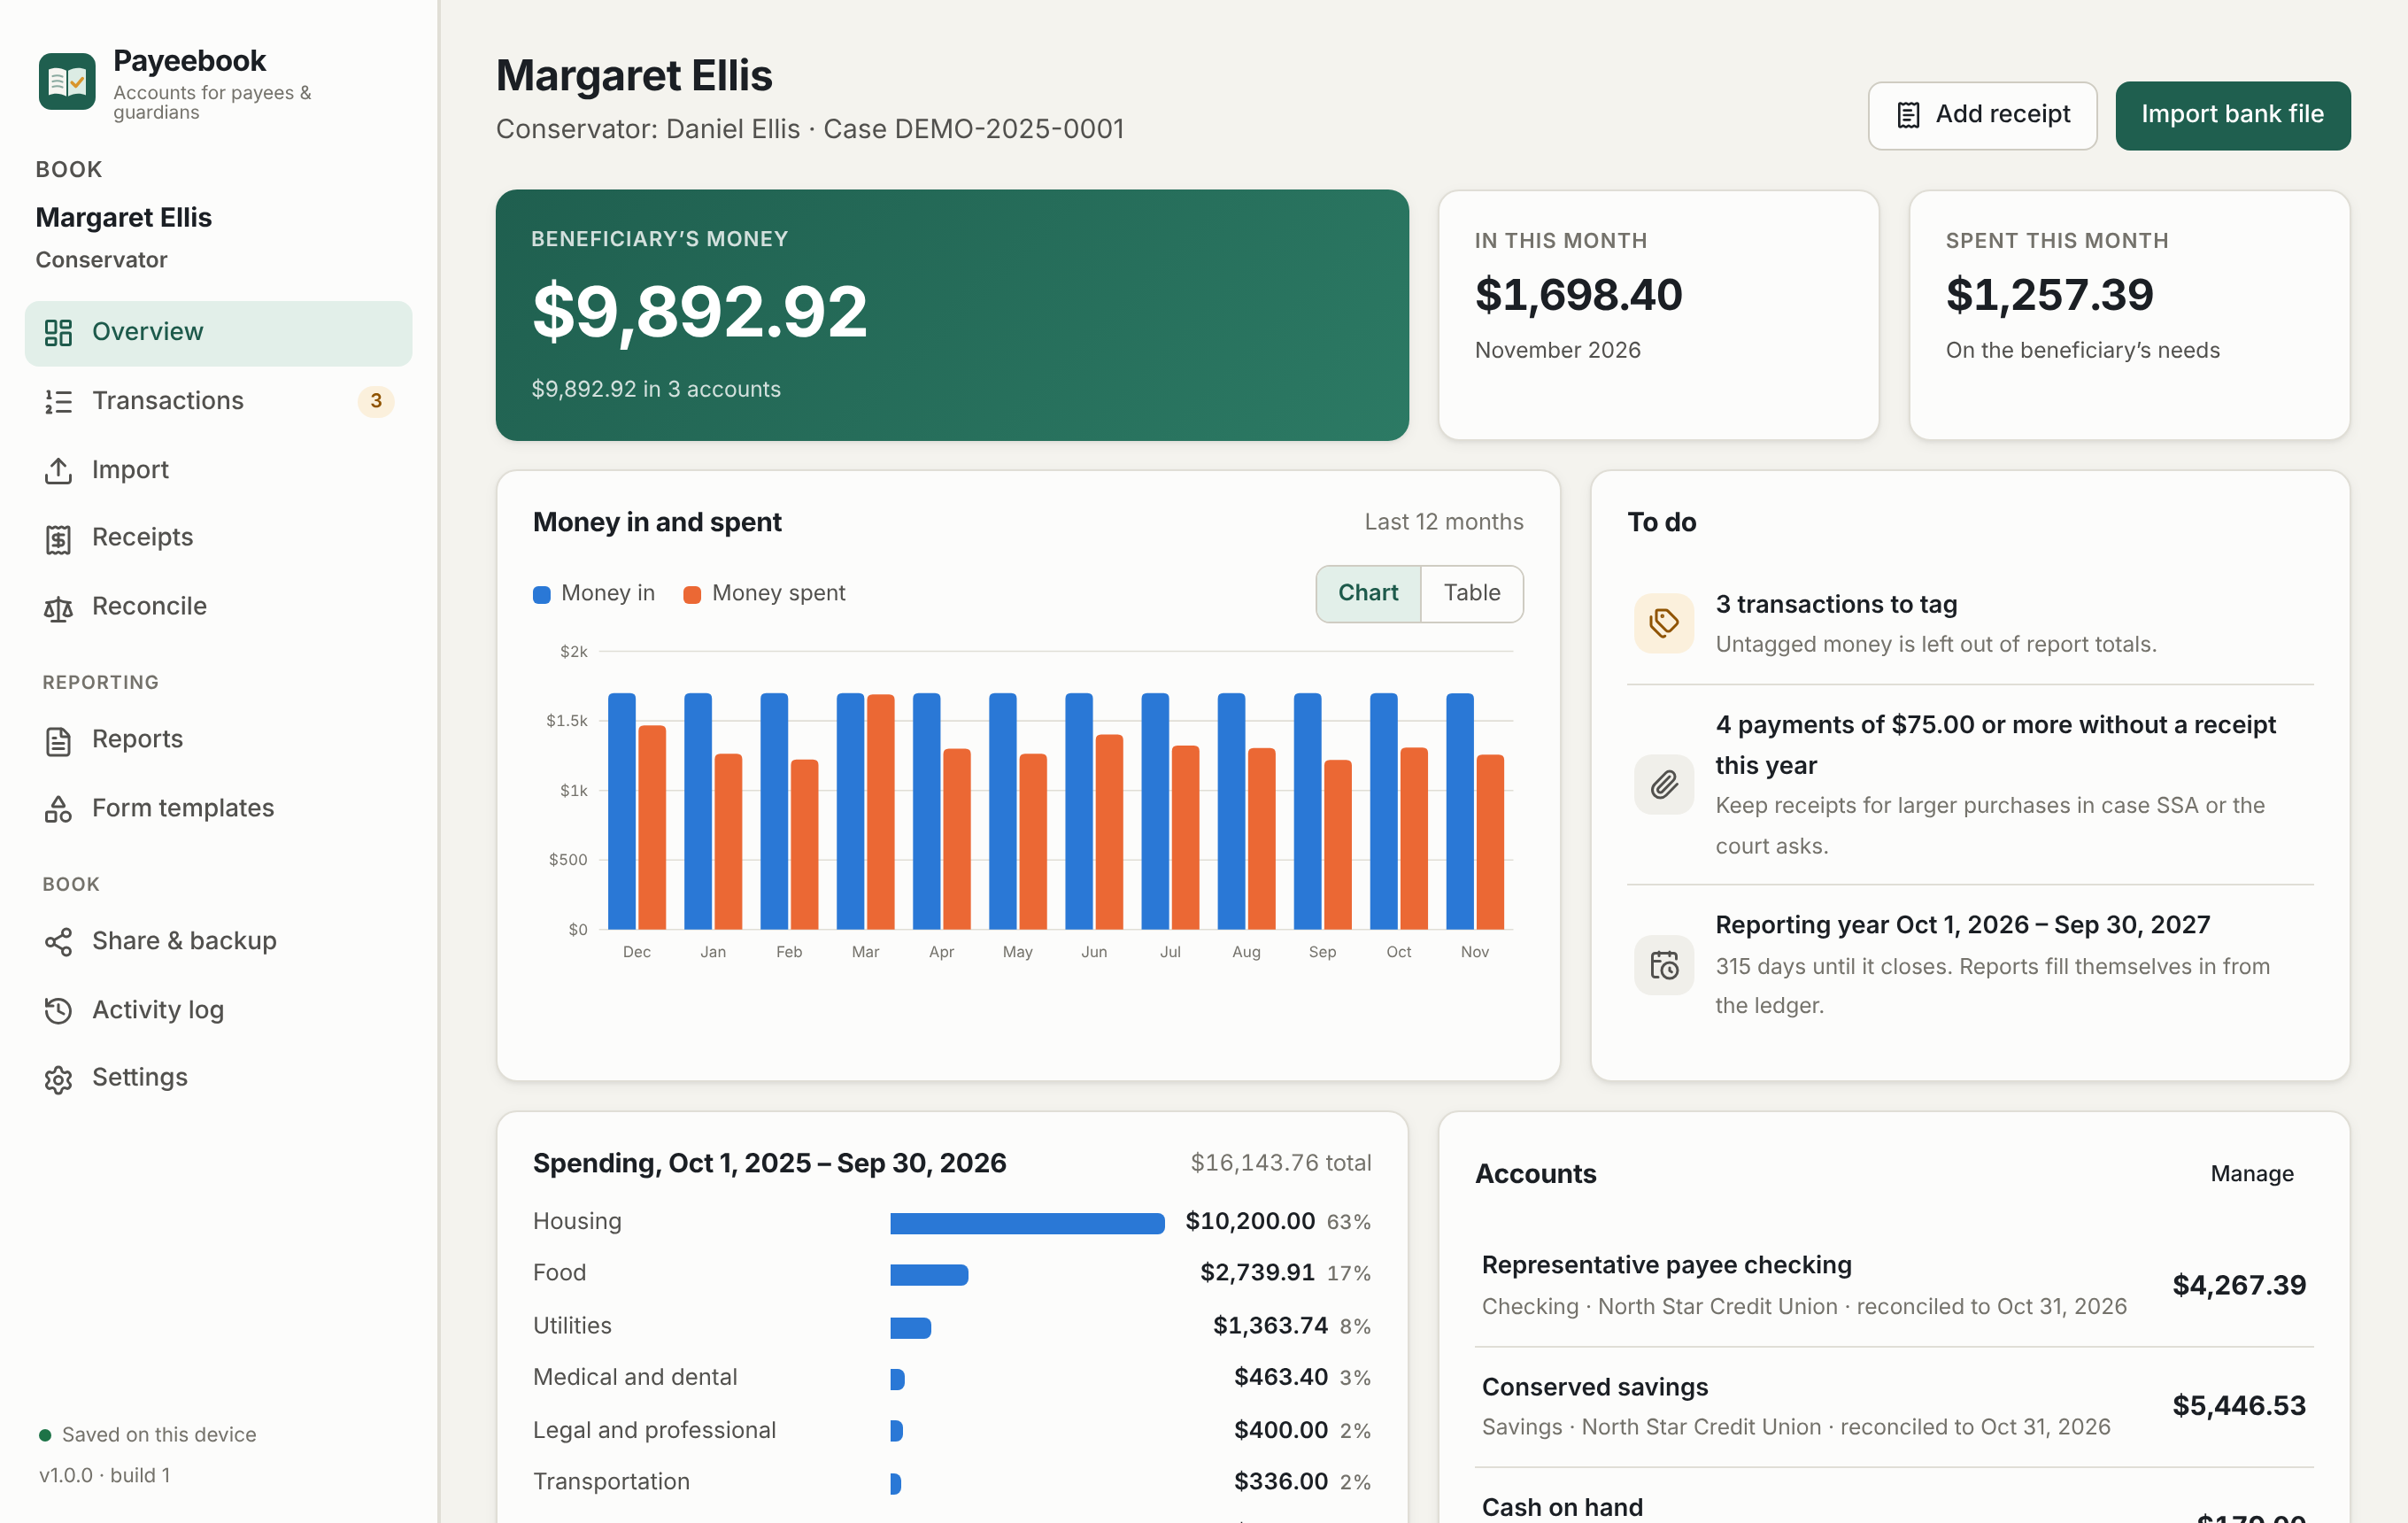 Payeebook
Accounts for payees &
guardians
BOOK
Margaret Ellis
Conservator
Overview
Transactions
3
Import
Receipts
Reconcile
REPORTING
Reports
Form templates
BOOK
Share & backup
Activity log
Settings
Saved on this device
v1.0.0 · build 1
Margaret Ellis
Conservator: Daniel Ellis · Case DEMO-2025-0001
Add receipt
Import bank file
BENEFICIARY’S MONEY
$9,892.92
$9,892.92 in 3 accounts
IN THIS MONTH
$1,698.40
November 2026
SPENT THIS MONTH
$1,257.39
On the beneficiary’s needs
Money in and spent
Last 12 months
Money in
Money spent
Chart
Table
$2k
$1.5k
$1k
$500
$0
Dec Jan Feb Mar Apr May Jun Jul Aug Sep Oct Nov
To do
3 transactions to tag
Untagged money is left out of report totals.
4 payments of $75.00 or more without a receipt
this year
Keep receipts for larger purchases in case SSA or the
court asks.
Reporting year Oct 1, 2026 – Sep 30, 2027
315 days until it closes. Reports fill themselves in from
the ledger.
Spending, Oct 1, 2025 – Sep 30, 2026
$16,143.76 total
Housing $10,200.00 63%
Food $2,739.91 17%
Utilities $1,363.74 8%
Medical and dental $463.40 3%
Legal and professional $400.00 2%
Transportation $336.00 2%
Accounts
Manage
Representative payee checking
Checking · North Star Credit Union · reconciled to Oct 31, 2026
$4,267.39
Conserved savings
Savings · North Star Credit Union · reconciled to Oct 31, 2026
$5,446.53
Cash on hand